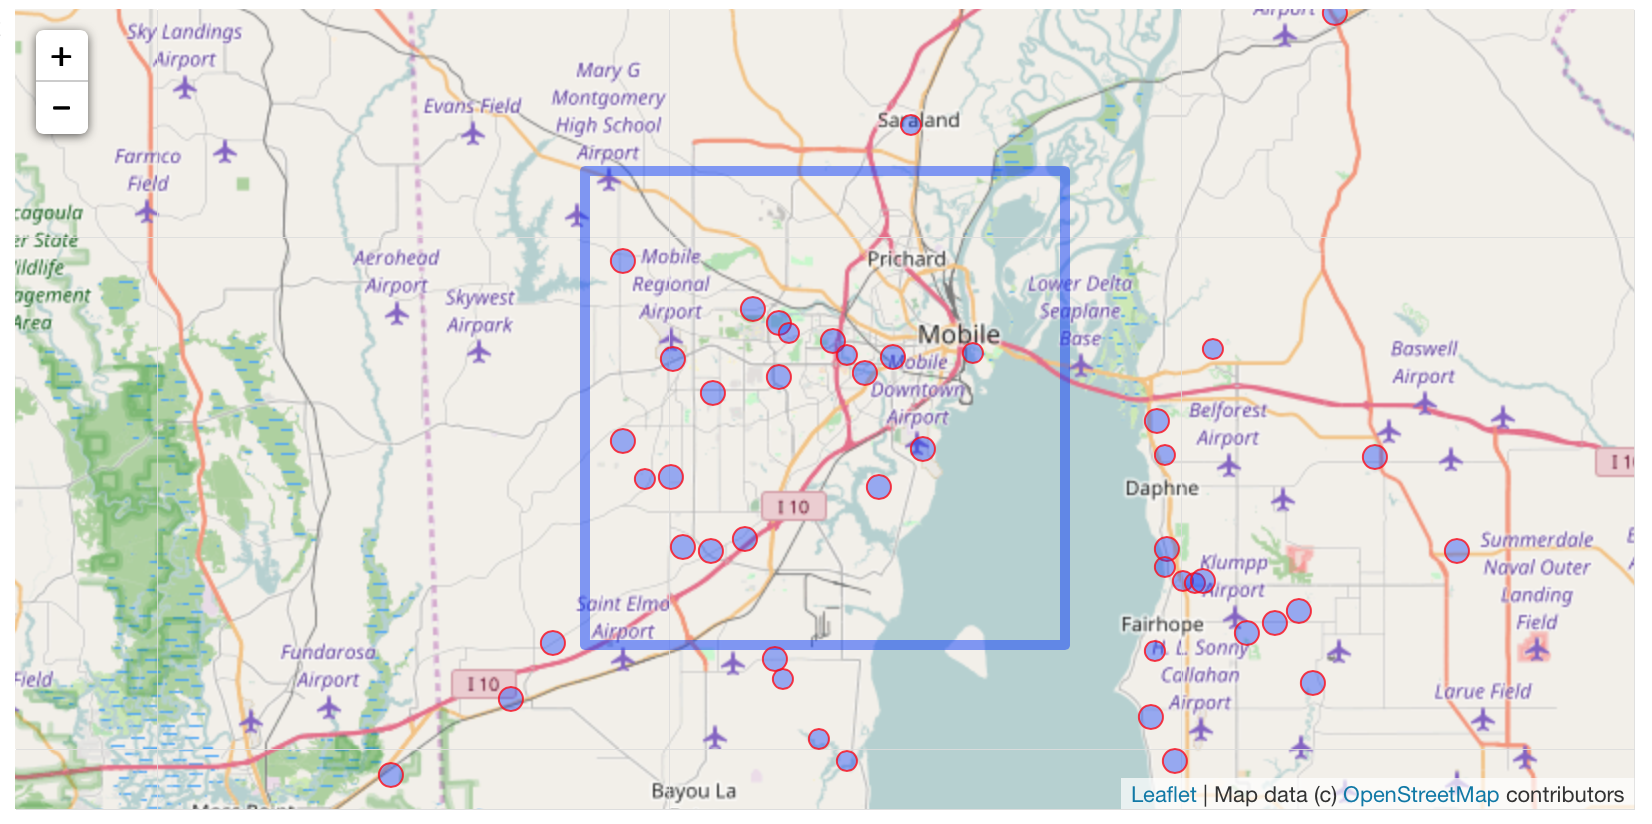 +
−
Sky Landings
Airport
Airport
Mary G
Montgomery
High School
Airport
Evans Field
Saraland
Farmco
Field
cagoula
er State
ildlife
agement
Area
Aerohead
Airport
Skywest
Airpark
Mobile
Regional
Airport
Prichard
Lower Delta
Seaplane
Base
Mobile
Mobile
Downtown
Airport
Baswell
Airport
Belforest
Airport
I 10
I 10
Daphne
Summerdale
Naval Outer
Landing
Field
Klumpp
Airport
Saint Elmo
Airport
Fairhope
H. L. Sonny
Callahan
Airport
Fundarosa
Airport
Field
I 10
Larue Field
Bayou La
Leaflet | Map data (c) OpenStreetMap contributors